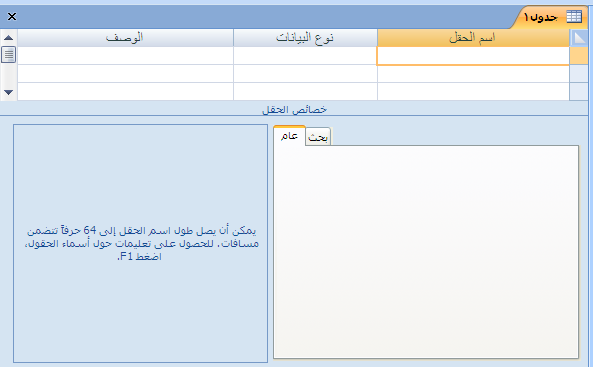 جدول١
اسم الحقل
نوع البيانات
الوصف
خصائص الحقل
عام
بحث
يمكن أن يصل طول اسم الحقل إلى 64 حرفاً تتضمن
مسافات. للحصول على تعليمات حول أسماء الحقول،
اضغط F1.